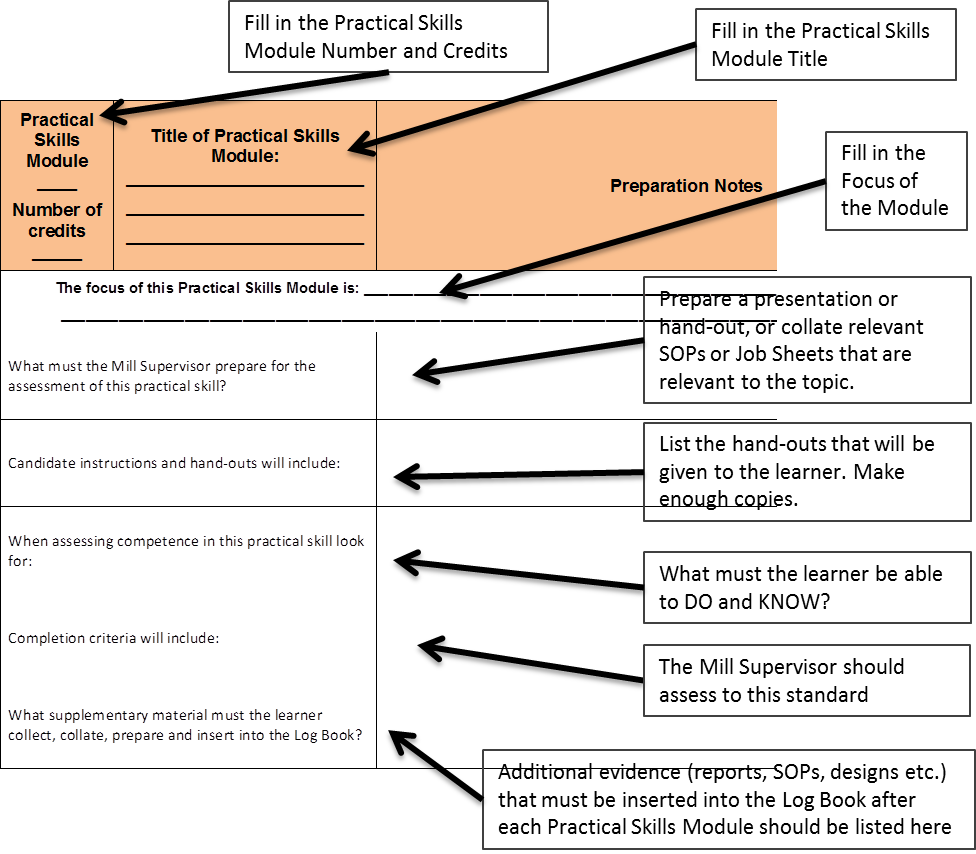 Fill in the Practical Skills
Module Number and Credits
Fill in the Practical Skills
Module Title
Practical
Skills
Module
____
Number of
credits
_____
Title of Practical Skills
Module:
________________________
________________________
________________________
Preparation Notes
Fill in the
Focus of
the Module
The focus of this Practical Skills Module is: ____________________
____________________________________
Prepare a presentation or
hand-out, or collate relevant
SOPs or Job Sheets that are
relevant to the topic.
What must the Mill Supervisor prepare for the
assessment of this practical skill?
List the hand-outs that will be
given to the learner. Make
enough copies.
Candidate instructions and hand-outs will include:
When assessing competence in this practical skill look
for:
What must the learner be able
to DO and KNOW?
Completion criteria will include:
The Mill Supervisor should
assess to this standard
What supplementary material must the learner
collect, collate, prepare and insert into the Log Book?
Additional evidence (reports, SOPs, designs etc.)
that must be inserted into the Log Book after
each Practical Skills Module should be listed here